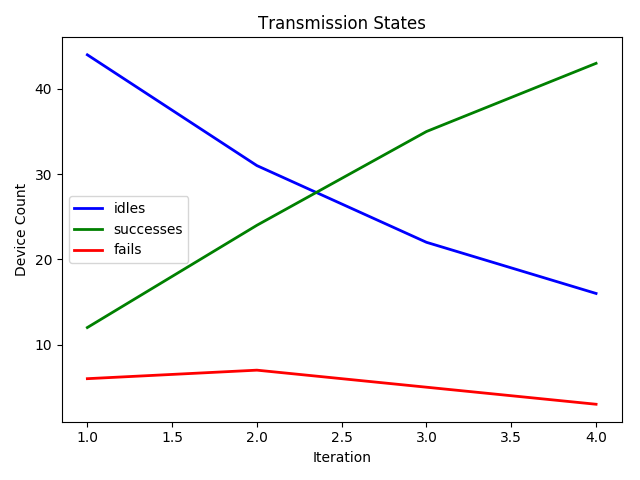 Transmission States
Device Count
40
30
20
10
idles
successes
fails
1.0 1.5 2.0 2.5 3.0 3.5 4.0
Iteration